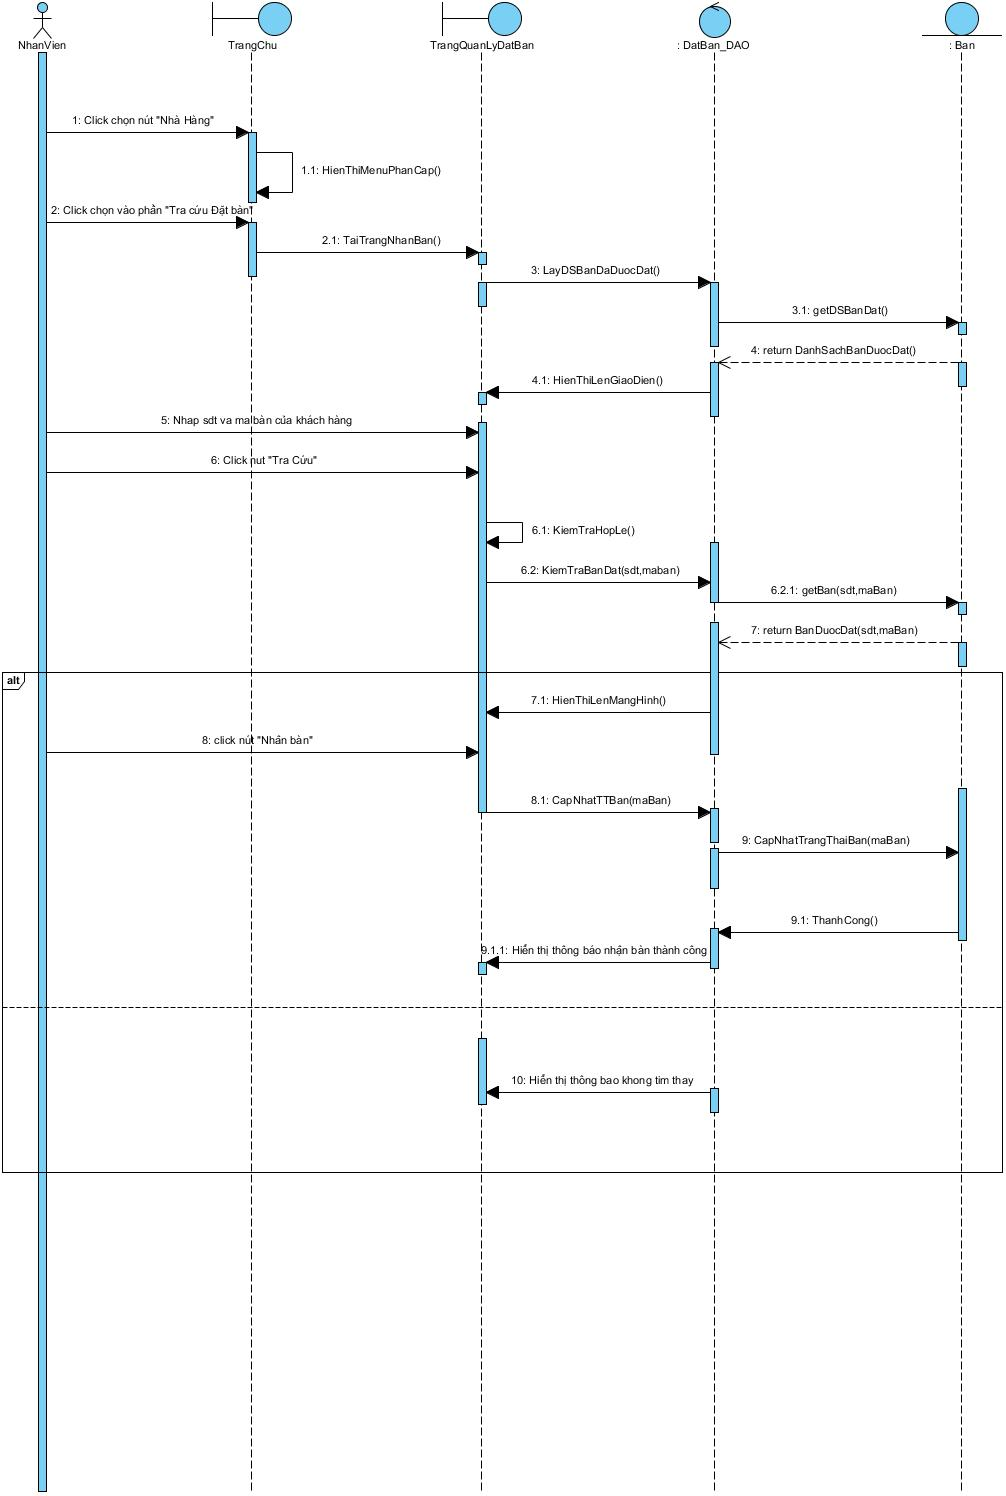 NhanVien
TrangChu
TrangQuanLyDatBan
: DatBan_DAO
: Ban
1: Click chọn nút "Nhà Hàng"
1.1: HienThiMenuPhanCap()
2: Click chọn vào phần "Tra cứu Đặt bàn"
2.1: TaiTrangNhanBan()
3: LayDSBanDaDuocDat()
3.1: getDSBanDat()
4: return DanhSachBanDuocDat()
4.1: HienThiLenGiaoDien()
5: Nhap sdt va ma bàn của khách hàng
6: Click nut "Tra Cứu"
6.1: KiemTraHopLe()
6.2: KiemTraBanDat(sdt,maban)
6.2.1: getBan(sdt,maBan)
7: return BanDuocDat(sdt,maBan)
alt
7.1: HienThiLenMangHinh()
8: click nút "Nhân bàn"
8.1: CapNhatTTBan(maBan)
9: CapNhatTrangThaiBan(maBan)
9.1: ThanhCong()
9.1.1: Hiển thị thông báo nhận bàn thành công
10: Hiển thị thông bao khong tim thay